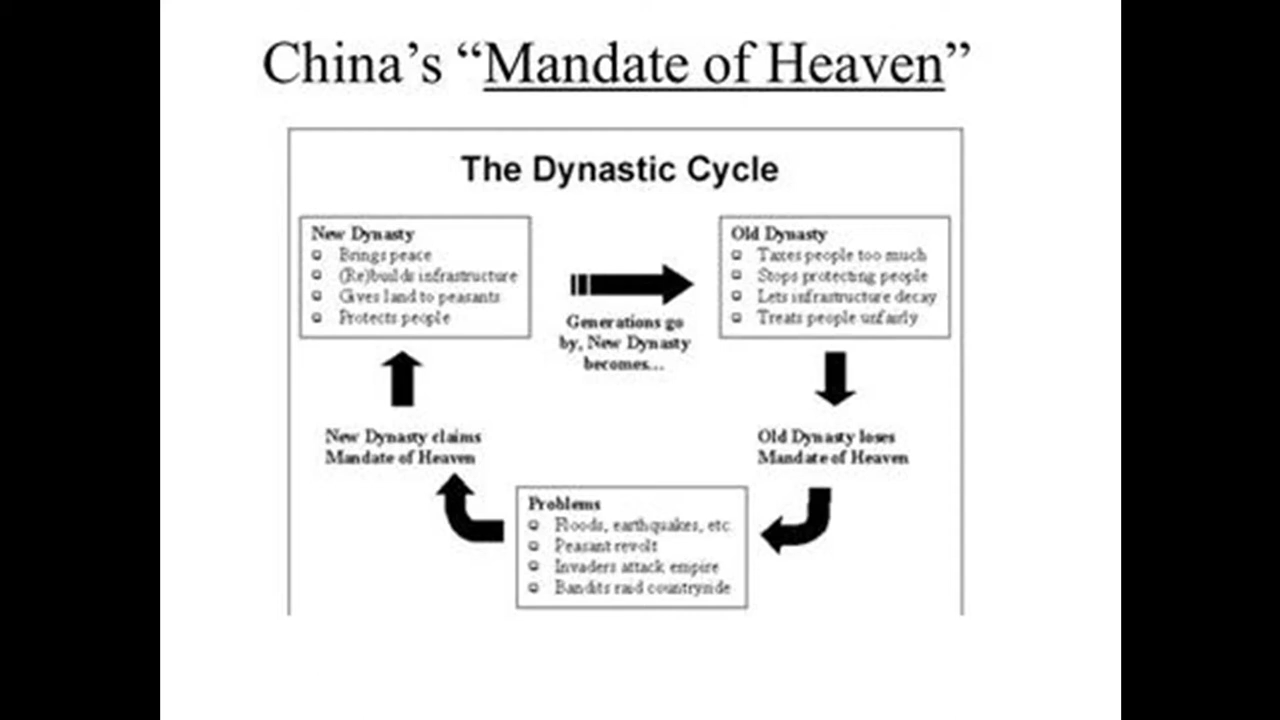 China's “Mandate of Heaven”
The Dynastic Cycle
New Dynasty
Brings peace
(Re)builds infrastructure
Gives land to peasants
Protects people
Generations go
by, New Dynasty
becomes...
Old Dynasty
Taxes people too much
Stops protecting people
Lets infrastructure decay
Treats people unfairly
Old Dynasty loses
Mandate of Heaven
Problems
Floods, earthquakes, etc.
Peasant revolt
Invaders attack empire
Bandits raid countryside
New Dynasty claims
Mandate of Heaven